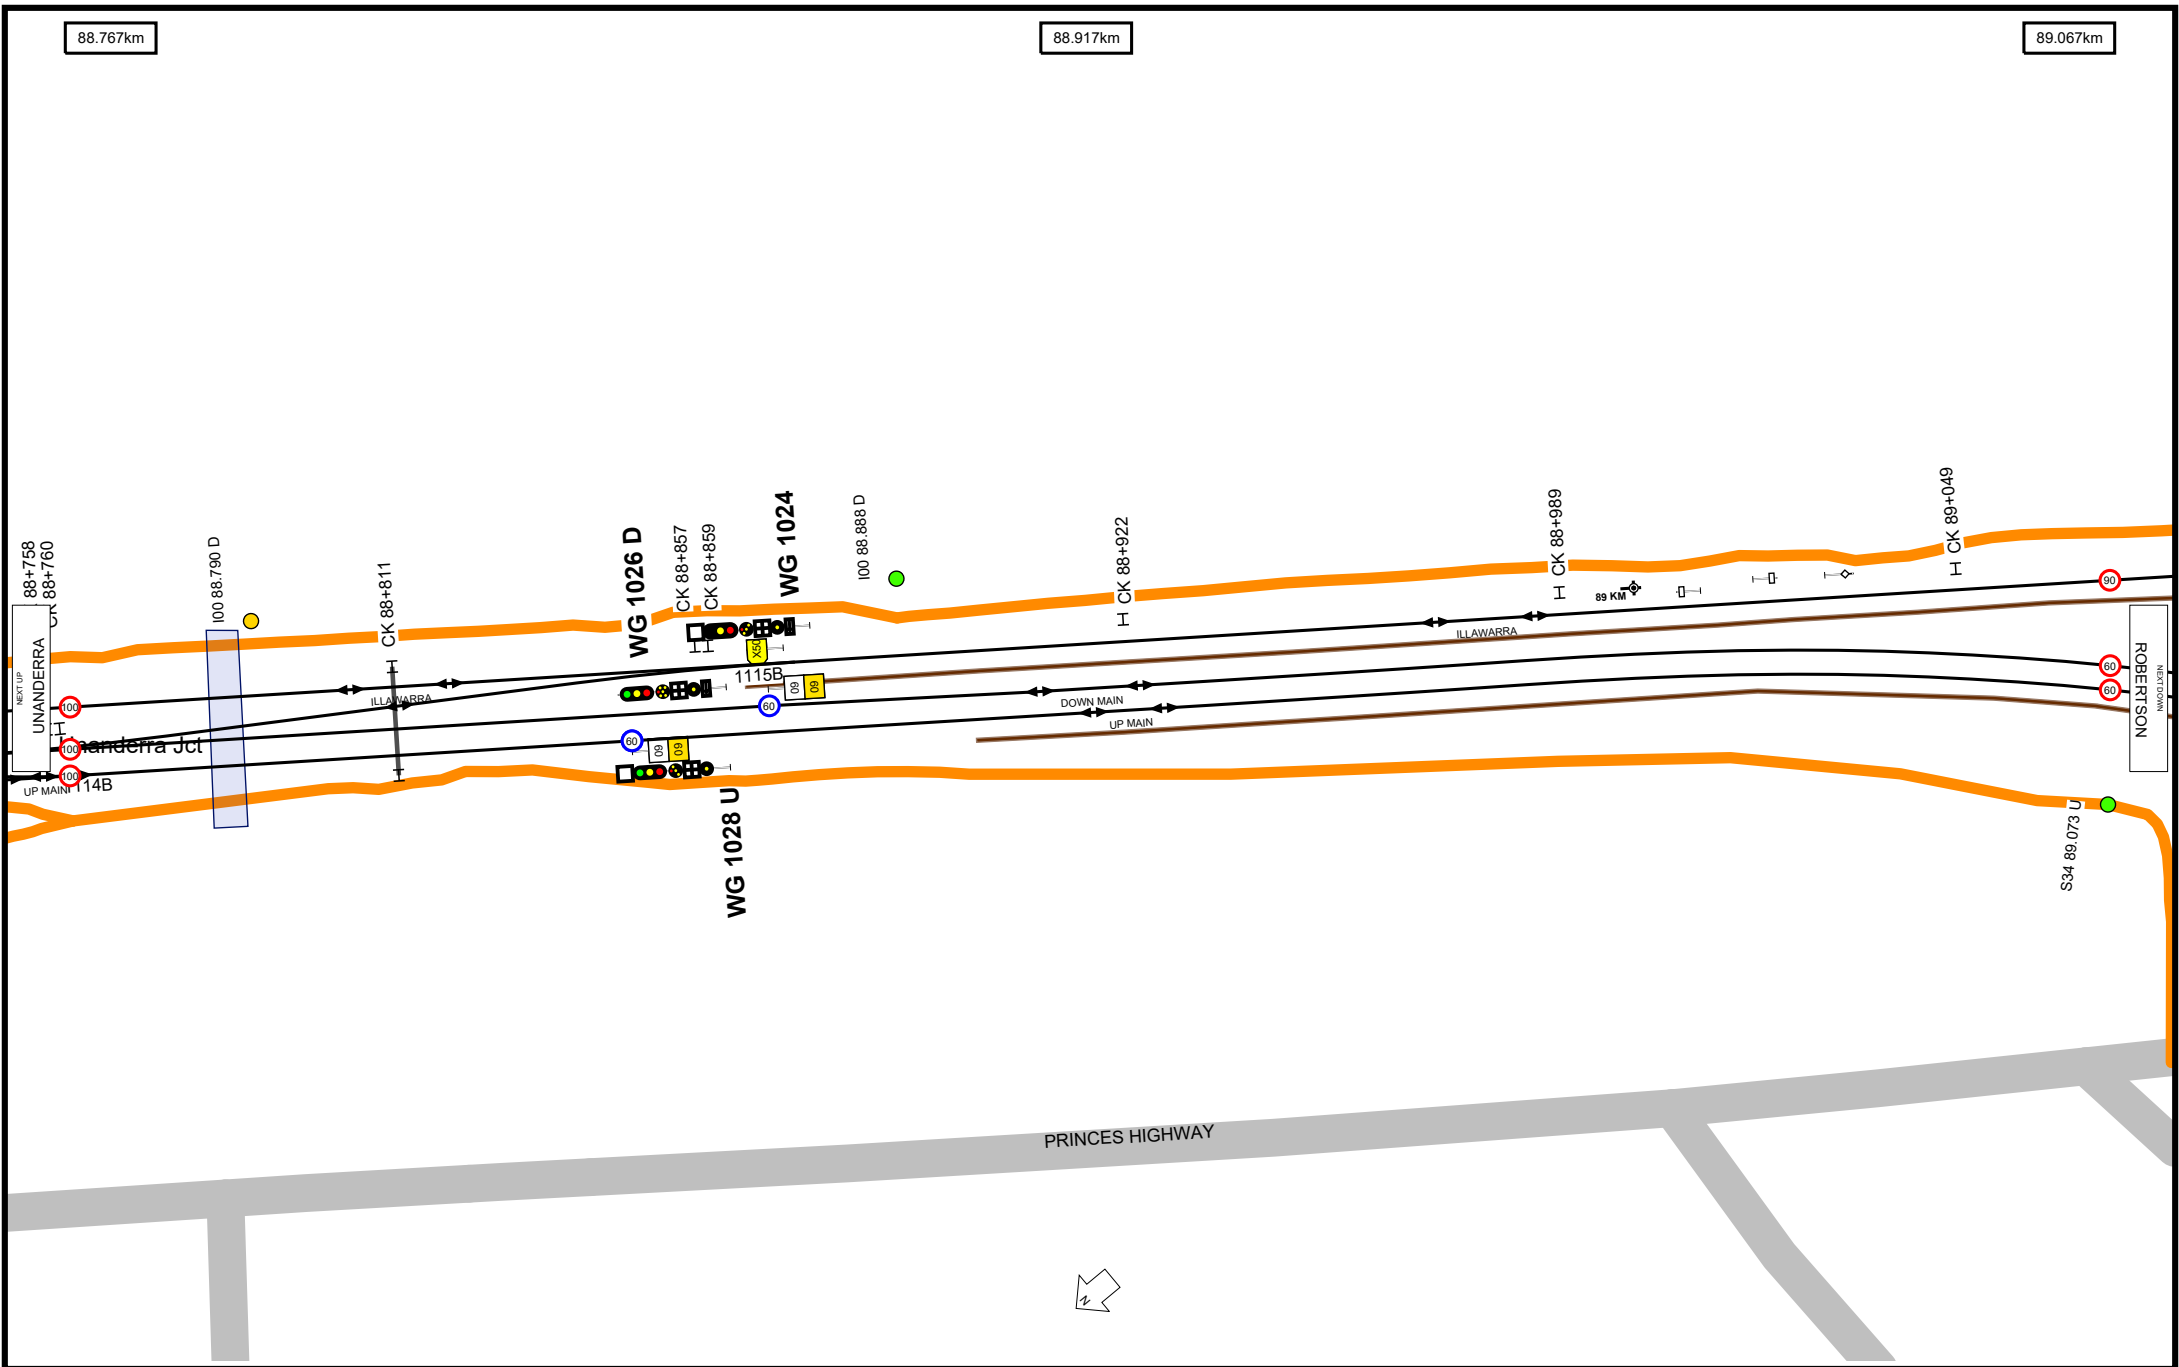 88.767km
88.917km
89.067km
88+758
CK 88+760
I00 88.790 D
CK 88+811
WG 1026 D
CK 88+857
CK 88+859
WG 1024
I00 88.888 D
CK 88+922
CK 88+989
CK 89+049
89 KM
NEXT UP
UNANDERRA
100
ILLAWARRA
X50
1115B
60
60
ILLAWARRA
90
60
60
ROBERTSON
NEXT DOWN
60
DOWN MAIN
UP MAIN
Unanderra Jct
100
100
UP MAIN
114B
60
60
60
WG 1028 U
S34 89.073 U
PRINCES HIGHWAY
N